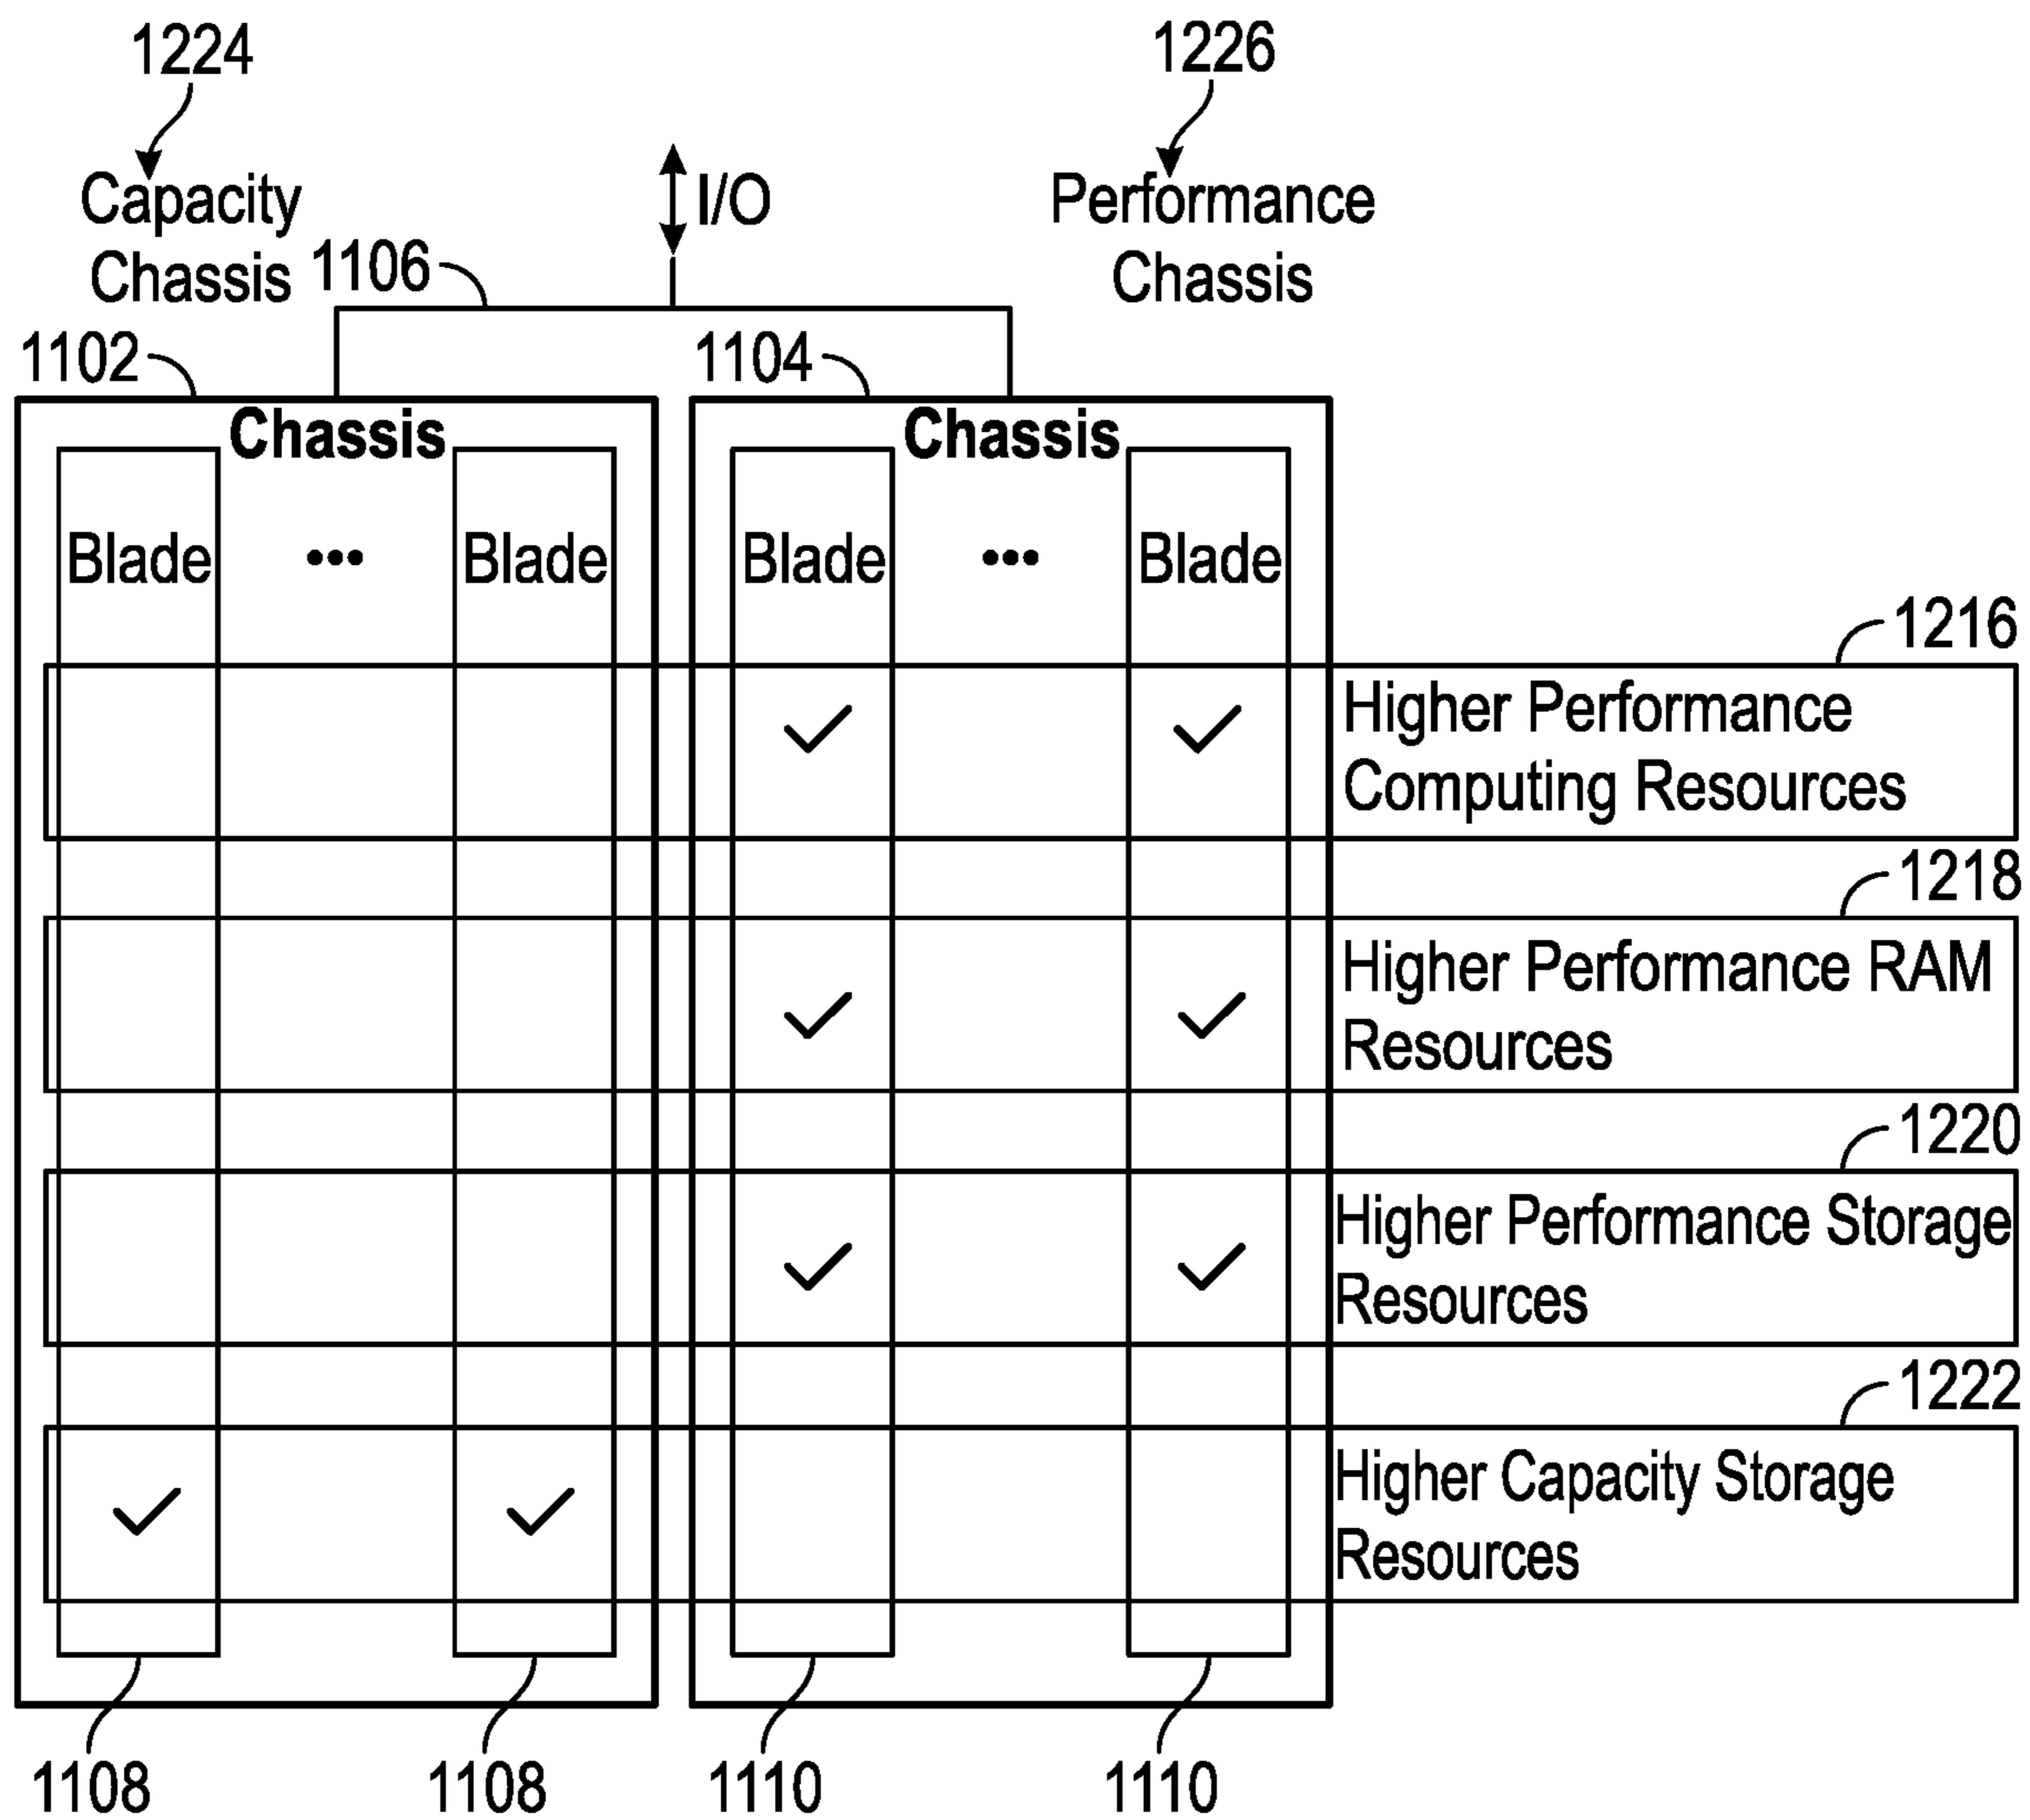 1224
1226
Capacity
Chassis
I/O
Performance
Chassis
1106
1102
1104
Chassis
Chassis
Blade ••• Blade
Blade ••• Blade
1216
Higher Performance
Computing Resources
1218
Higher Performance RAM
Resources
1220
Higher Performance Storage
Resources
1222
Higher Capacity Storage
Resources
1108
1108
1110
1110